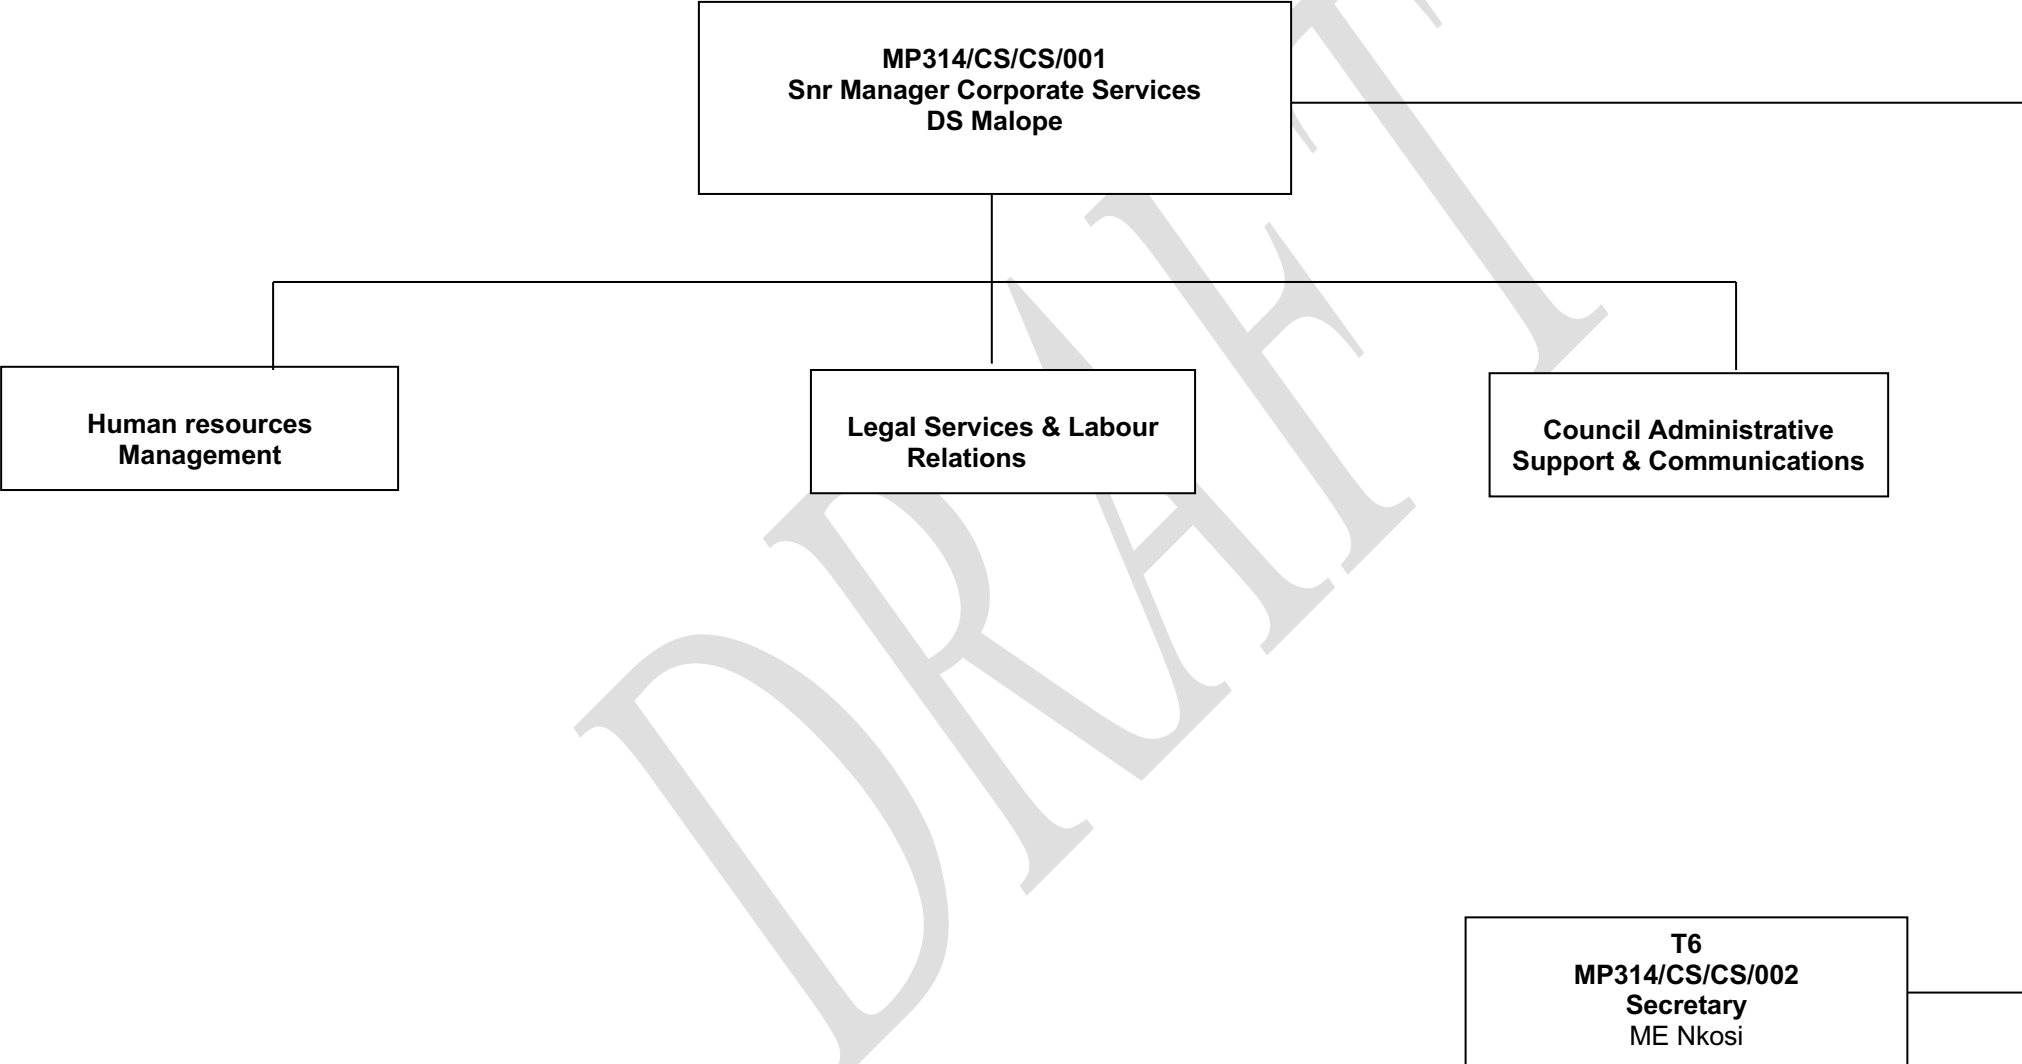 MP314/CS/CS/001
Snr Manager Corporate Services
DS Malope
Human resources
Management
Legal Services & Labour
Relations
Council Administrative
Support & Communications
DRAFT
T6
MP314/CS/CS/002
Secretary
ME Nkosi